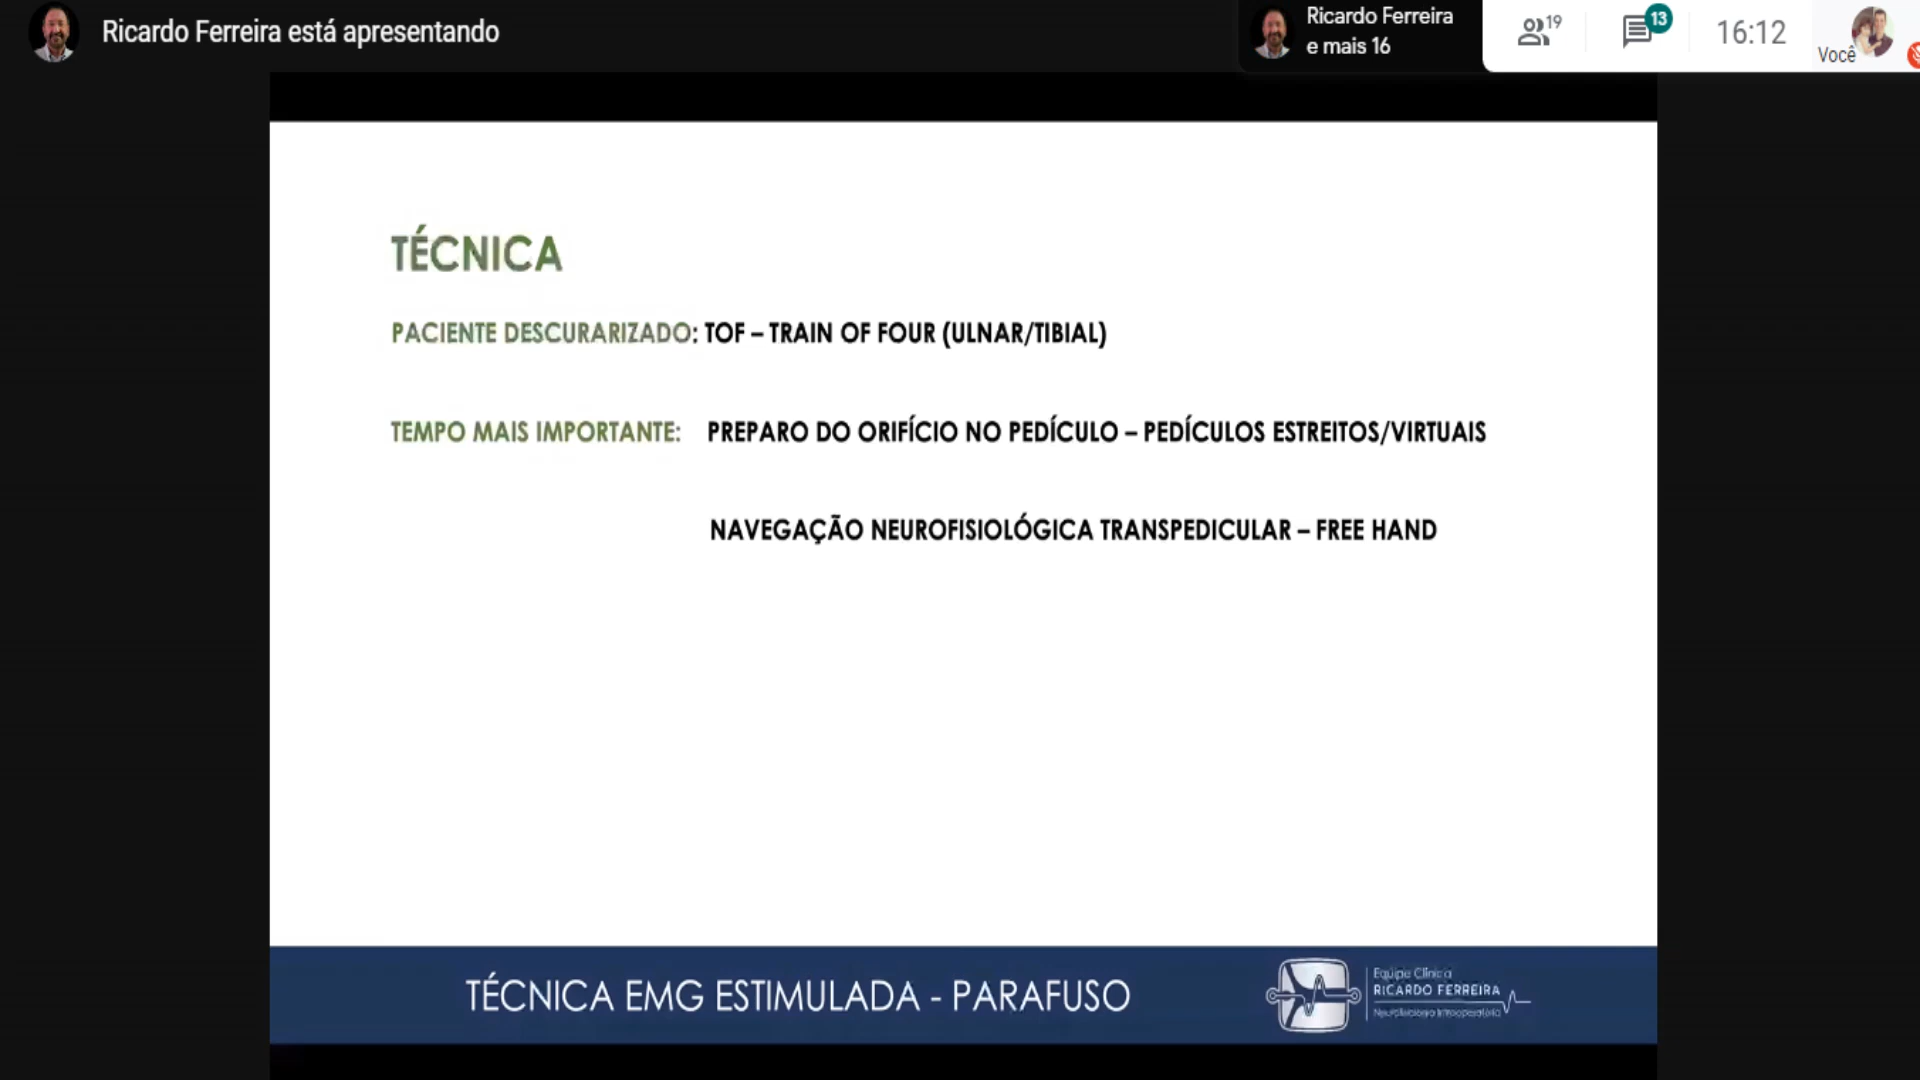 Ricardo Ferreira está apresentando
Ricardo Ferreira
e mais 16
19
13
16:12
Você
TÉCNICA
PACIENTE DESCURARIZADO: TOF – TRAIN OF FOUR (ULNAR/TIBIAL)
TEMPO MAIS IMPORTANTE: PREPARO DO ORIFÍCIO NO PEDÍCULO – PEDÍCULOS ESTREITOS/VIRTUAIS
NAVEGAÇÃO NEUROFISIOLÓGICA TRANSPEDICULAR – FREE HAND
TÉCNICA EMG ESTIMULADA - PARAFUSO
Equipe Clínica
RICARDO FERREIRA
Neurofisiologia Intraoperatória